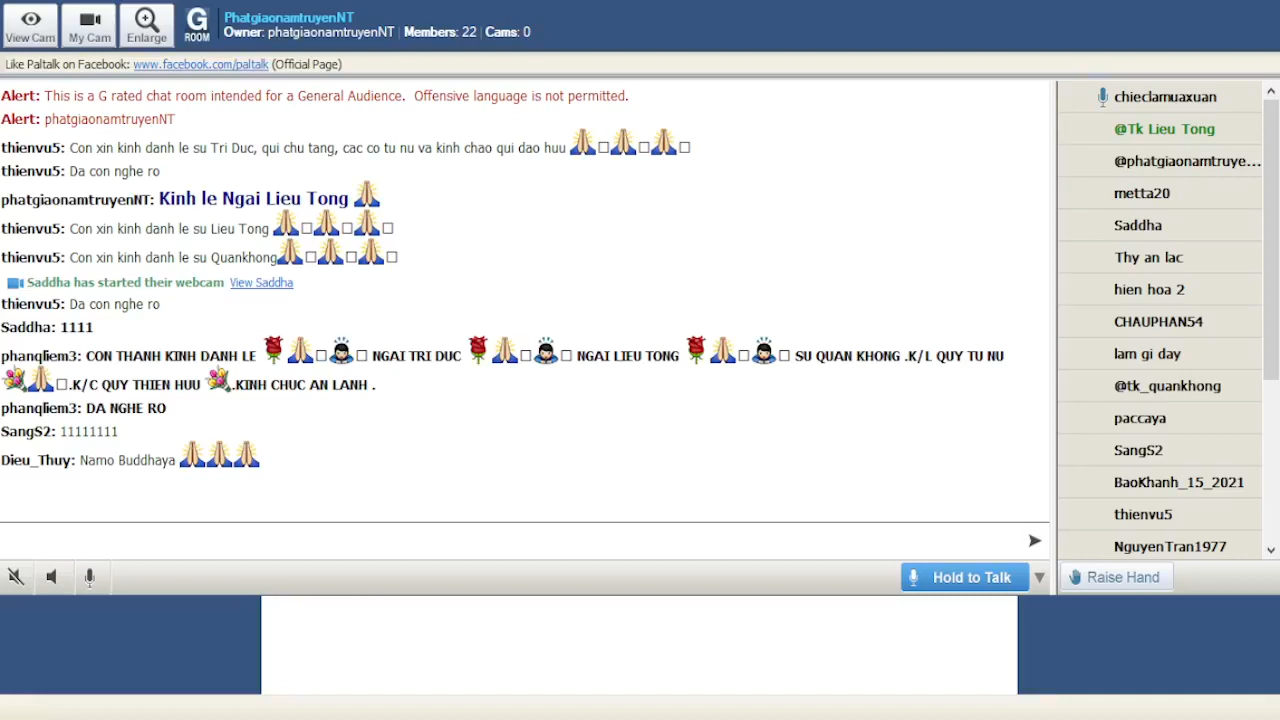 View Cam
My Cam
Enlarge
G
ROOM
PhatgiaonamtruyenNT
Owner: phatgiaonamtruyenNT | Members: 22 | Cams: 0
Like Paltalk on Facebook: www.facebook.com/paltalk (Official Page)
Alert: This is a G rated chat room intended for a General Audience.  Offensive language is not permitted.
Alert: phatgiaonamtruyenNT
thienvu5: Con xin kinh danh le su Tri Duc, qui chu tang, cac co tu nu va kinh chao qui dao huu 🙏□🙏□🙏□
thienvu5: Da con nghe ro
phatgiaonamtruyenNT: Kinh le Ngai Lieu Tong 🙏
thienvu5: Con xin kinh danh le su Lieu Tong 🙏□🙏□🙏□
thienvu5: Con xin kinh danh le su Quankhong🙏□🙏□🙏□
Saddha has started their webcam View Saddha
thienvu5: Da con nghe ro
Saddha: 1111
phanqliem3: CON THANH KINH DANH LE 🌹🙏□🙇□ NGAI TRI DUC 🌹🙏□🙇□ NGAI LIEU TONG 🌹🙏□🙇□ SU QUAN KHONG .K/L QUY TU NU
💐🙏□.K/C QUY THIEN HUU 💐.KINH CHUC AN LANH .
phanqliem3: DA NGHE RO
SangS2: 11111111
Dieu_Thuy: Namo Buddhaya 🙏🙏🙏
Hold to Talk
chieclamuaxuan
@Tk Lieu Tong
@phatgiaonamtruye...
metta20
Saddha
Thy an lac
hien hoa 2
CHAUPHAN54
lam gi day
@tk_quankhong
paccaya
SangS2
BaoKhanh_15_2021
thienvu5
NguyenTran1977
Raise Hand